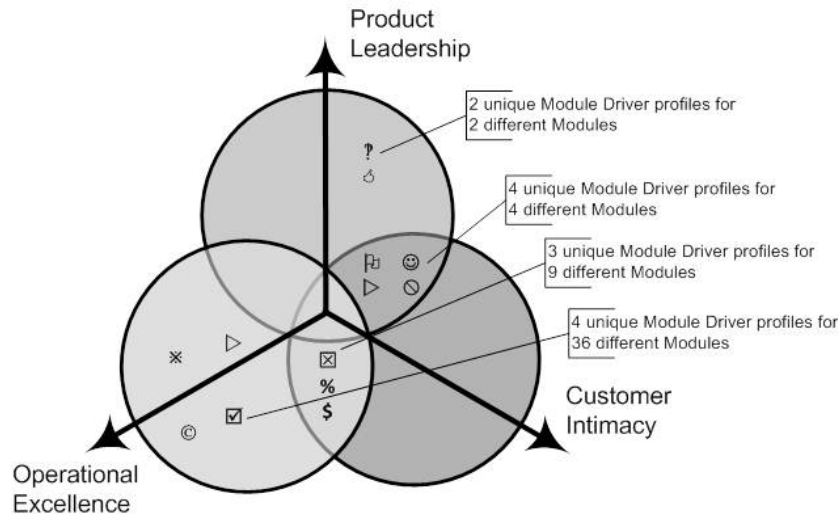 Product
Leadership
2 unique Module Driver profiles for
2 different Modules
4 unique Module Driver profiles for
4 different Modules
3 unique Module Driver profiles for
9 different Modules
4 unique Module Driver profiles for
36 different Modules
%
$
©
Customer
Intimacy
Operational
Excellence